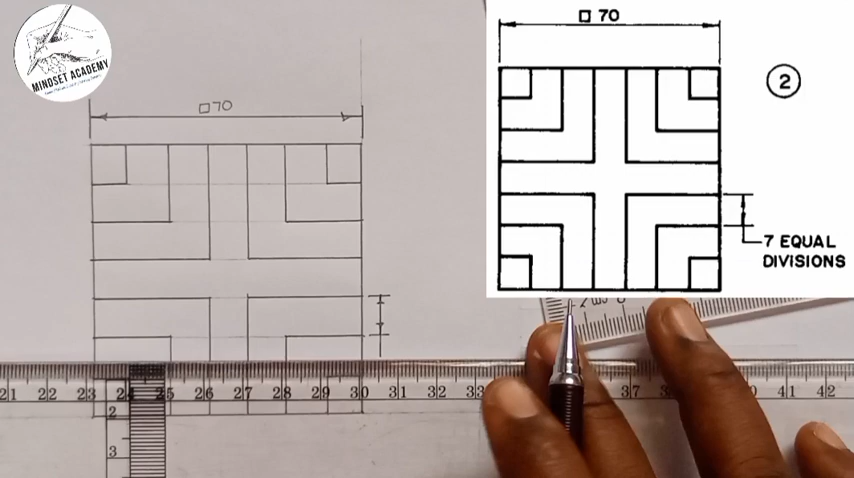 MINDSET ACADEMY
□ 70
2
□70
7 EQUAL
DIVISIONS
21 22 23 24 25 26 27 28 29 30 31 32 33 37 41 42
2
3